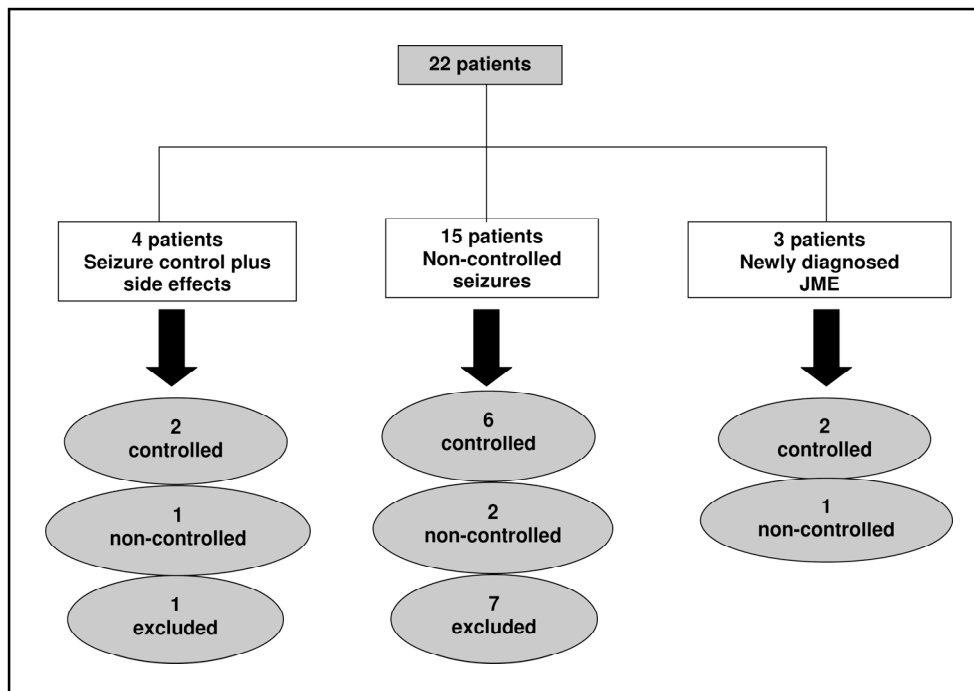 22 patients
4 patients
Seizure control plus
side effects
15 patients
Non-controlled
seizures
3 patients
Newly diagnosed
JME
2
controlled
1
non-controlled
1
excluded
6
controlled
2
non-controlled
7
excluded
2
controlled
1
non-controlled